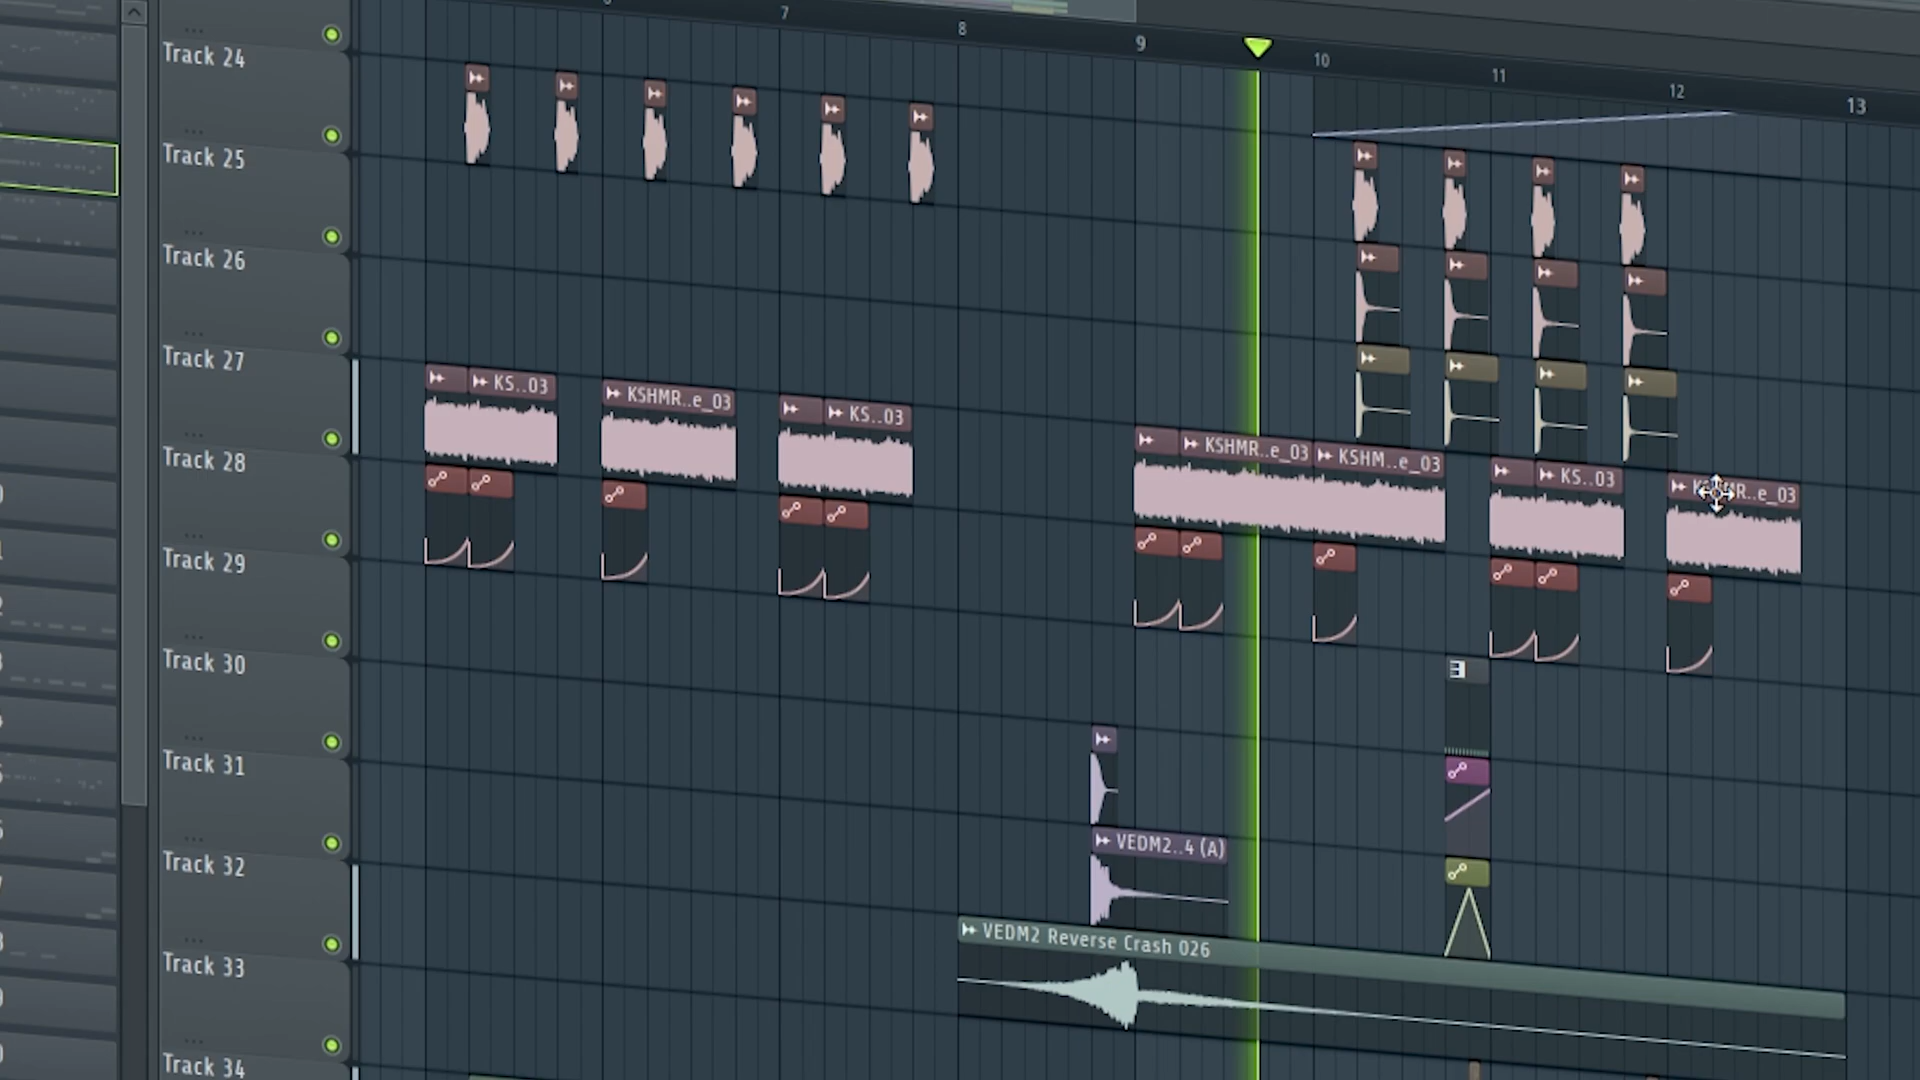 7
8
9
10
11
12
13
Track 24
Track 25
Track 26
Track 27
KS..03
KSHMR..e_03
KS..03
KSHMR..e_03
KSHM..e_03
KS..03
Track 28
Track 29
Track 30
Track 31
VEDM2..4 (A)
Track 32
VEDM2 Reverse Crash 026
Track 33
Track 34